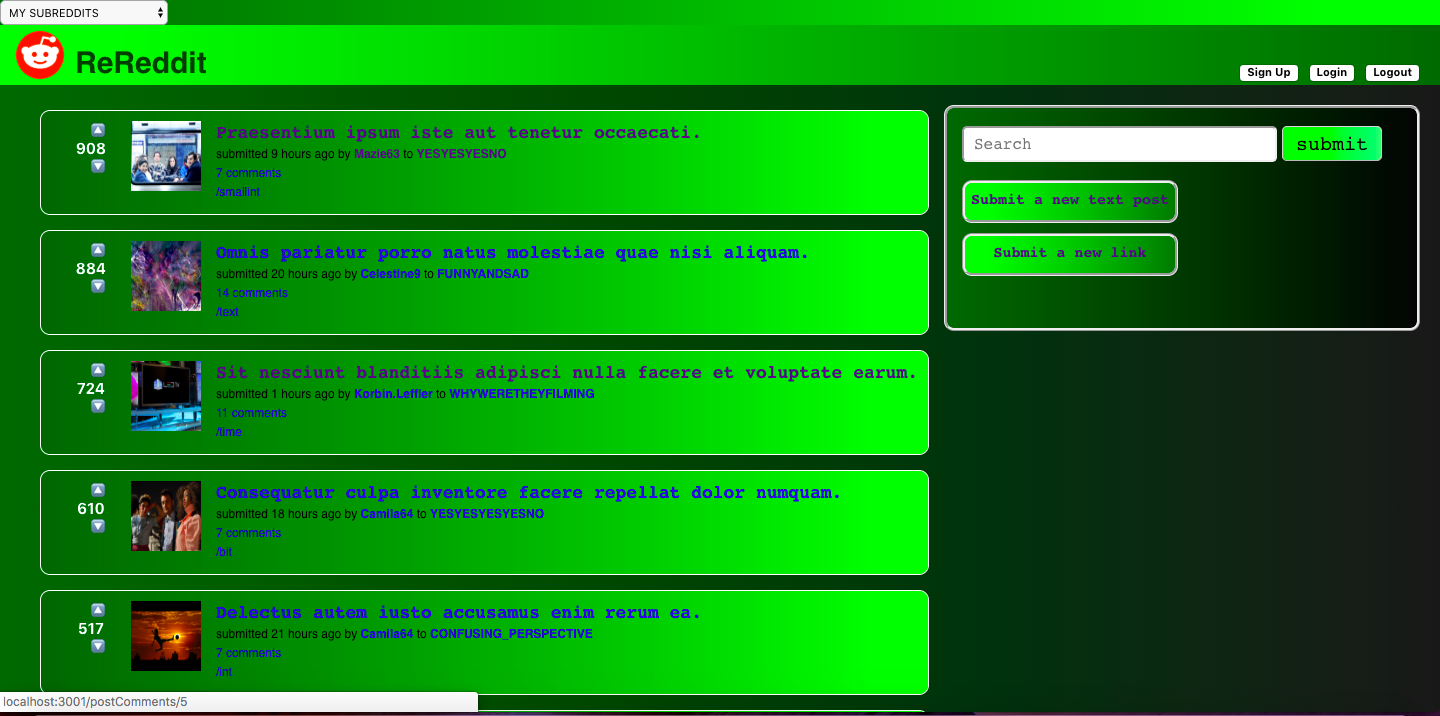 MY SUBREDDITS
ReReddit
Sign Up Login Logout
908
Praesentium ipsum iste aut tenetur occaecati.
submitted 9 hours ago by Mazie63 to YESYESYESNO
7 comments
/smallint
884
Omnis pariatur porro natus molestiae quae nisi aliquam.
submitted 20 hours ago by Celestine9 to FUNNYANDSAD
14 comments
/text
724
Sit nesciunt blanditiis adipisci nulla facere et voluptate earum.
submitted 1 hours ago by Korbin.Leffler to WHYWERETHEYFILMING
11 comments
/time
610
Consequatur culpa inventore facere repellat dolor numquam.
submitted 18 hours ago by Camila64 to YESYESYESYESNO
7 comments
/bit
517
Delectus autem iusto accusamus enim rerum ea.
submitted 21 hours ago by Camila64 to CONFUSING_PERSPECTIVE
7 comments
/int
Search submit
Submit a new text post
Submit a new link
localhost:3001/postComments/5